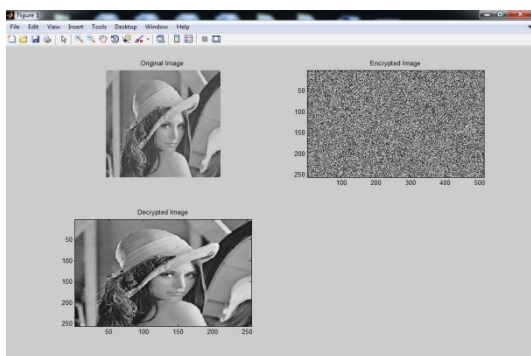 Figure 1
File Edit View Insert Tools Desktop Window Help
Original Image
Encrypted Image
50
100
150
200
250
100 200 300 400 500
Decrypted Image
50
100
150
200
250
50 100 150 200 250